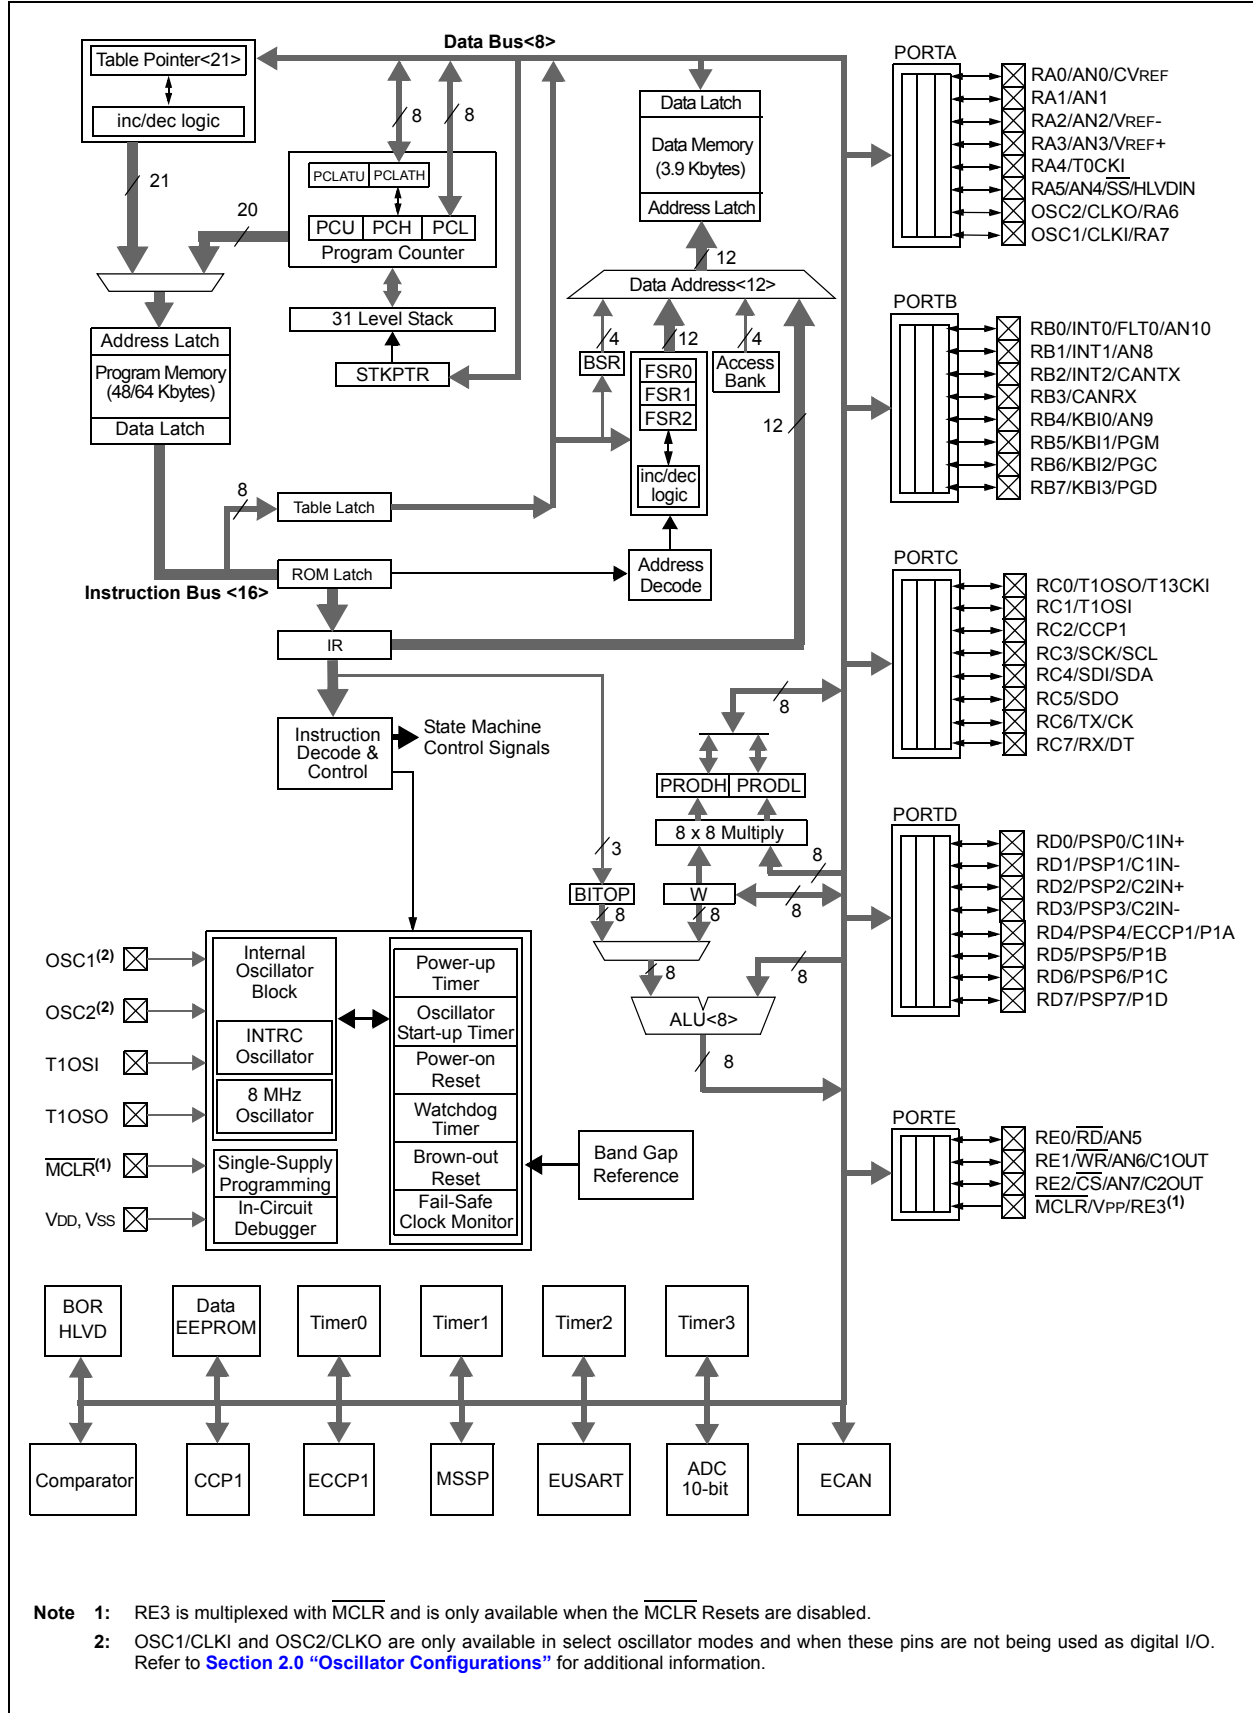 Data Bus<8>
Table Pointer<21>
inc/dec logic
21
20
8
8
PCLATU PCLATH
PCU PCH PCL
Program Counter
31 Level Stack
STKPTR
Data Latch
Data Memory
(3.9 Kbytes)
Address Latch
12
Data Address<12>
4
12
4
BSR
FSR0
FSR1
FSR2
inc/dec
logic
Access
Bank
12
Address Latch
Program Memory
(48/64 Kbytes)
Data Latch
8
Table Latch
ROM Latch
Instruction Bus <16>
Address
Decode
IR
Instruction
Decode &
Control
State Machine
Control Signals
8
PRODH PRODL
8 x 8 Multiply
3
8
BITOP
W
8
8
8
8
8
ALU<8>
8
PORTA
RA0/AN0/CVREF
RA1/AN1
RA2/AN2/VREF-
RA3/AN3/VREF+
RA4/T0CKI
RA5/AN4/SS/HLVDIN
OSC2/CLKO/RA6
OSC1/CLKI/RA7
PORTB
RB0/INT0/FLT0/AN10
RB1/INT1/AN8
RB2/INT2/CANTX
RB3/CANRX
RB4/KBI0/AN9
RB5/KBI1/PGM
RB6/KBI2/PGC
RB7/KBI3/PGD
PORTC
RC0/T1OSO/T13CKI
RC1/T1OSI
RC2/CCP1
RC3/SCK/SCL
RC4/SDI/SDA
RC5/SDO
RC6/TX/CK
RC7/RX/DT
PORTD
RD0/PSP0/C1IN+
RD1/PSP1/C1IN-
RD2/PSP2/C2IN+
RD3/PSP3/C2IN-
RD4/PSP4/ECCP1/P1A
RD5/PSP5/P1B
RD6/PSP6/P1C
RD7/PSP7/P1D
PORTE
RE0/RD/AN5
RE1/WR/AN6/C1OUT
RE2/CS/AN7/C2OUT
MCLR/VPP/RE3(1)
OSC1(2)
OSC2(2)
T1OSI
T1OSO
MCLR(1)
VDD, VSS
Internal
Oscillator
Block
INTRC
Oscillator
8 MHz
Oscillator
Single-Supply
Programming
In-Circuit
Debugger
Power-up
Timer
Oscillator
Start-up Timer
Power-on
Reset
Watchdog
Timer
Brown-out
Reset
Fail-Safe
Clock Monitor
Band Gap
Reference
BOR
HLVD
Data
EEPROM
Timer0
Timer1
Timer2
Timer3
Comparator
CCP1
ECCP1
MSSP
EUSART
ADC
10-bit
ECAN
Note 1: RE3 is multiplexed with MCLR and is only available when the MCLR Resets are disabled.
2: OSC1/CLKI and OSC2/CLKO are only available in select oscillator modes and when these pins are not being used as digital I/O.
Refer to Section 2.0 “Oscillator Configurations” for additional information.